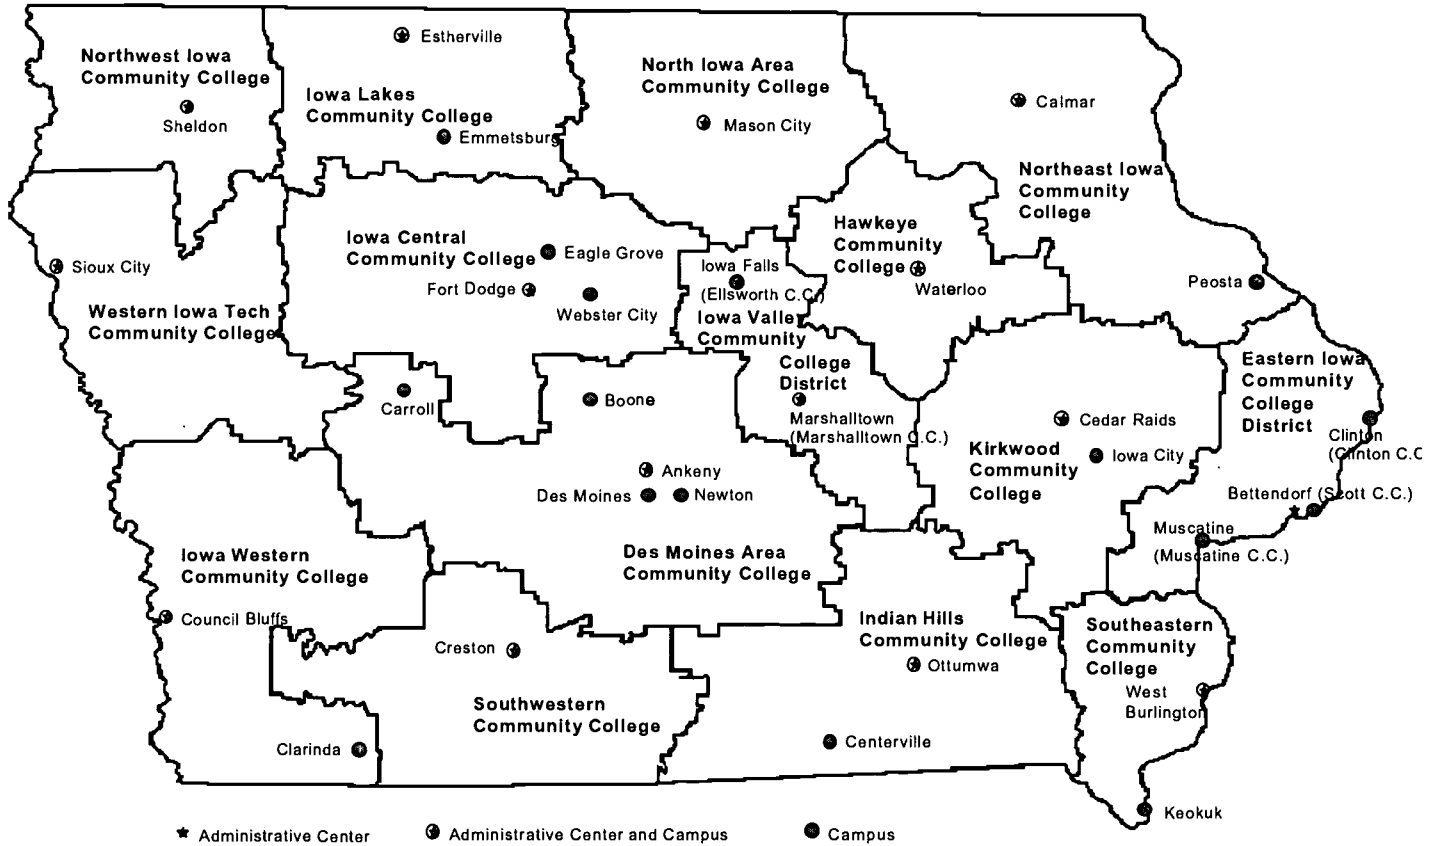 Estherville
Northwest Iowa
Community College
Sheldon
Iowa Lakes
Community College
Emmetsburg
North Iowa Area
Community College
Mason City
Calmar
Northeast Iowa
Community
College
Peosta
Hawkeye
Community
College
Waterloo
Iowa Central
Community College
Eagle Grove
Fort Dodge
Webster City
Sioux City
Western Iowa Tech
Community College
Iowa Falls
(Ellsworth C.C.)
Iowa Valley
Community
College
District
Marshalltown
(Marshalltown C.C.)
Carroll
Boone
Ankeny
Des Moines
Newton
Des Moines Area
Community College
Cedar Raids
Iowa City
Kirkwood
Community
College
Eastern Iowa
Community
College
District
Clinton
(Clinton C.C
Bettendorf (Scott C.C.)
Muscatine
(Muscatine C.C.)
Iowa Western
Community College
Council Bluffs
Clarinda
Creston
Southwestern
Community College
Indian Hills
Community College
Ottumwa
Centerville
Southeastern
Community
College
West
Burlington
Keokuk
Administrative Center
Administrative Center and Campus
Campus